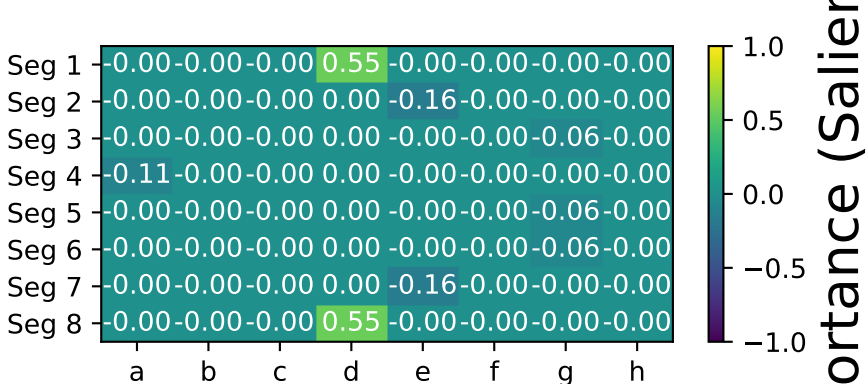 Seg 1 -0.00 -0.00 -0.00 0.55 -0.00 -0.00 -0.00 -0.00
Seg 2 -0.00 -0.00 -0.00 0.00 -0.16 -0.00 -0.00 -0.00
Seg 3 -0.00 -0.00 -0.00 0.00 -0.00 -0.00 -0.06 -0.00
Seg 4 -0.11 -0.00 -0.00 0.00 -0.00 -0.00 -0.00 -0.00
Seg 5 -0.00 -0.00 -0.00 0.00 -0.00 -0.00 -0.06 -0.00
Seg 6 -0.00 -0.00 -0.00 0.00 -0.00 -0.00 -0.06 -0.00
Seg 7 -0.00 -0.00 -0.00 0.00 -0.16 -0.00 -0.00 -0.00
Seg 8 -0.00 -0.00 -0.00 0.55 -0.00 -0.00 -0.00 -0.00
a b c d e f g h
1.0
0.5
0.0
−0.5
−1.0
ortance (Salien